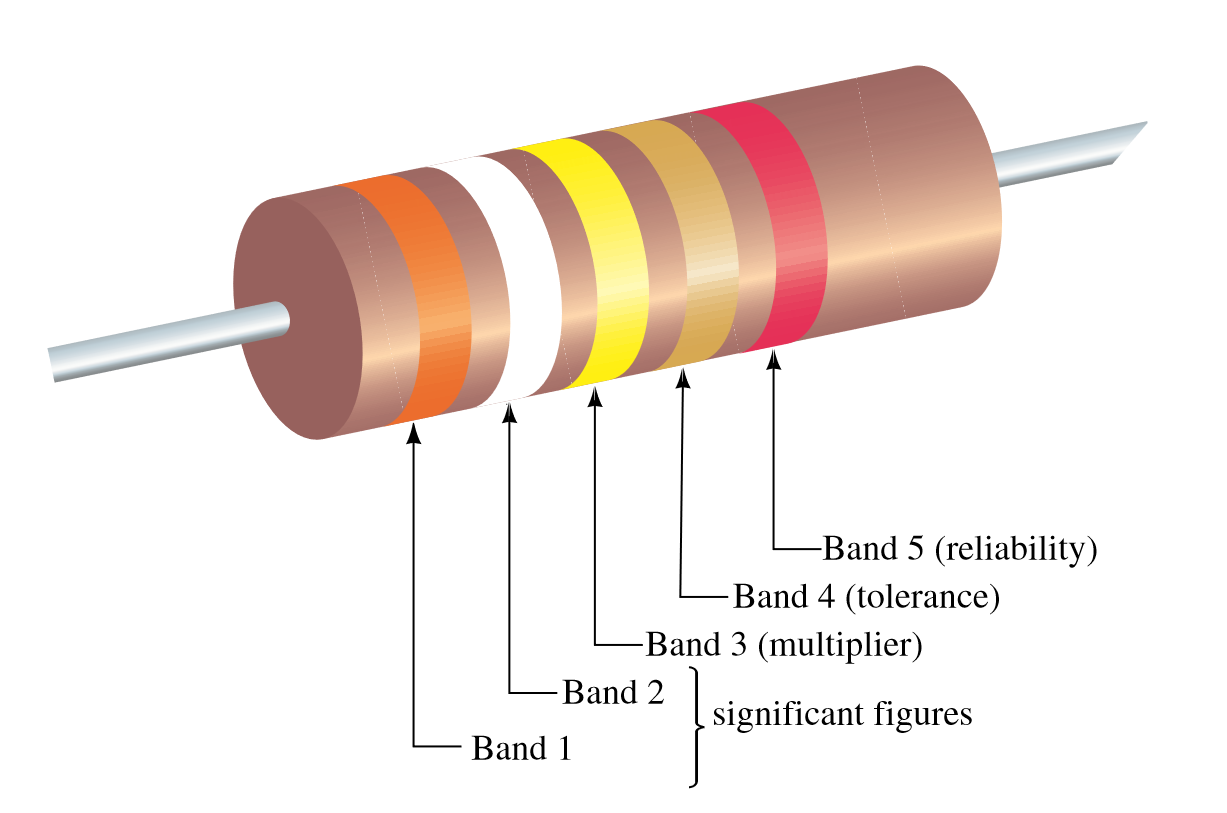 Band 5 (reliability)
Band 4 (tolerance)
Band 3 (multiplier)
Band 2
significant figures
Band 1